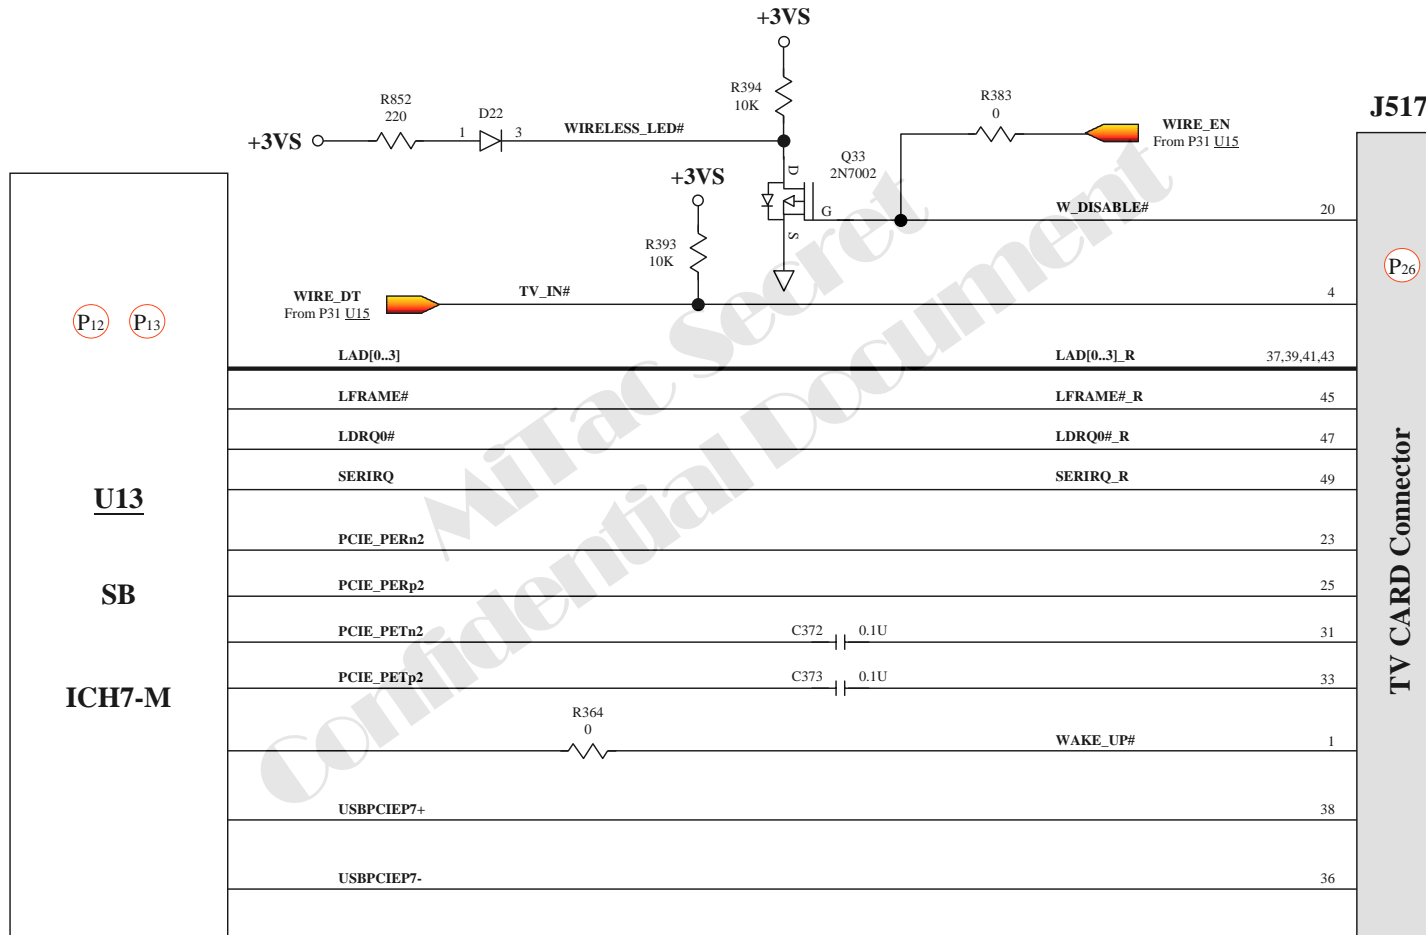 +3VS
R394
10K
R852
220
D22
+3VS
1
3
WIRELESS_LED#
R383
0
WIRE_EN
From P31 U15
J517
Q33
2N7002
D
G
S
+3VS
R393
10K
W_DISABLE#
20
P26
WIRE_DT
From P31 U15
TV_IN#
4
P12 P13
LAD[0..3]
LAD[0..3]_R
37,39,41,43
LFRAME#
LFRAME#_R
45
LDRQ0#
LDRQ0#_R
47
SERIRQ
SERIRQ_R
49
U13
SB
ICH7-M
TV CARD Connector
PCIE_PERn2
23
PCIE_PERp2
25
PCIE_PETn2
C372
0.1U
31
PCIE_PETp2
C373
0.1U
33
R364
0
WAKE_UP#
1
USBPCIEP7+
38
USBPCIEP7-
36
MiTac Secret
Confidential Document